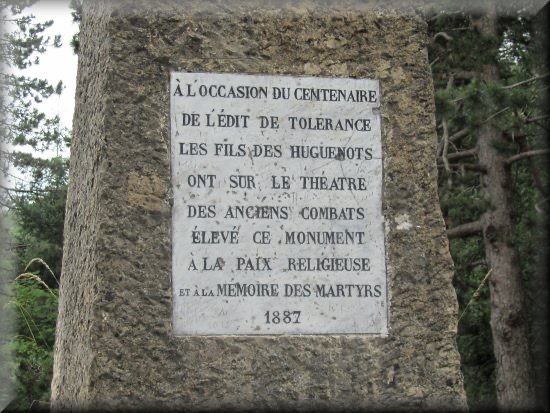 À L'OCCASION DU CENTENAIRE
DE L'ÉDIT DE TOLERANCE
LES FILS DES HUGUENOTS
ONT SUR LE THÉATRE
DES ANCIENS COMBATS
ÉLEVÉ CE MONUMENT
À LA PAIX RELIGIEUSE
ET À LA MÉMOIRE DES MARTYRS
1887